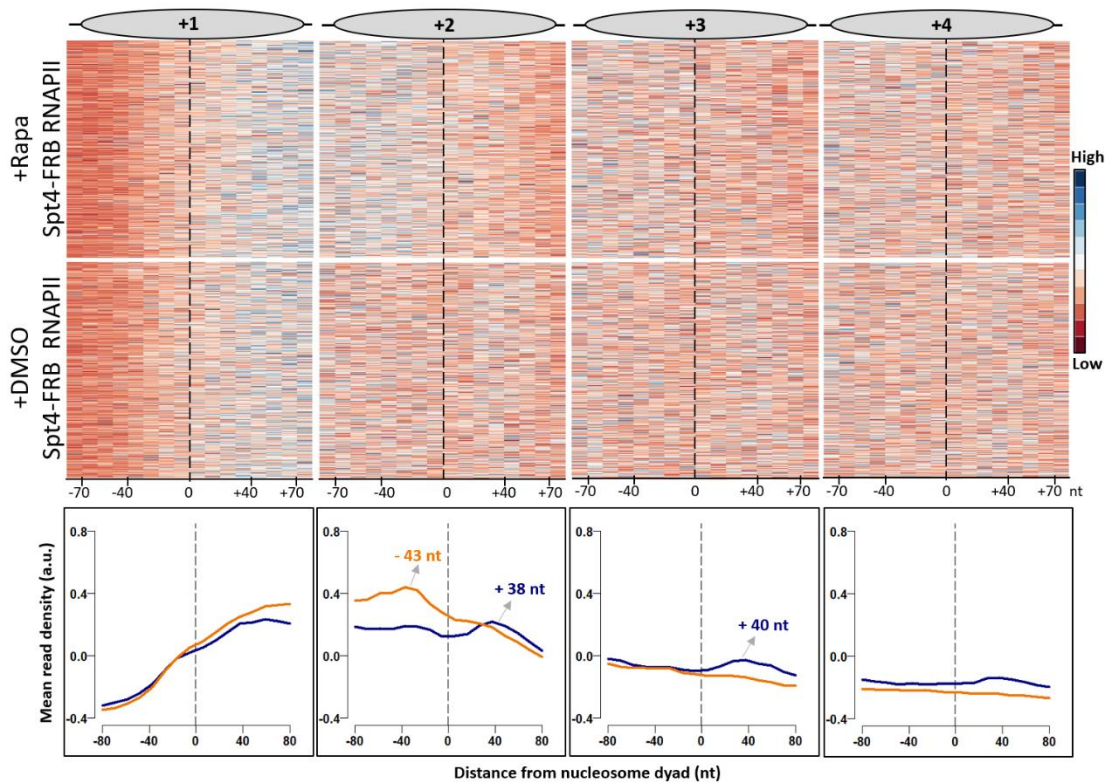 +1 +2 +3 +4
+Rapa
Spt4-FRB RNAPII
High
Low
+DMSO
Spt4-FRB RNAPII
-70 -40 0 +40 +70 -70 -40 0 +40 +70 -70 -40 0 +40 +70 -70 -40 0 +40 +70 nt
Mean read density (a.u.)
0.8 0.8 0.8 0.8
- 43 nt
+ 38 nt
0.4 0.4 0.4 0.4
+ 40 nt
0.0 0.0 0.0 0.0
-0.4 -0.4 -0.4 -0.4
-80 -40 0 40 80 -80 -40 0 40 80 -80 -40 0 40 80 -80 -40 0 40 80
Distance from nucleosome dyad (nt)